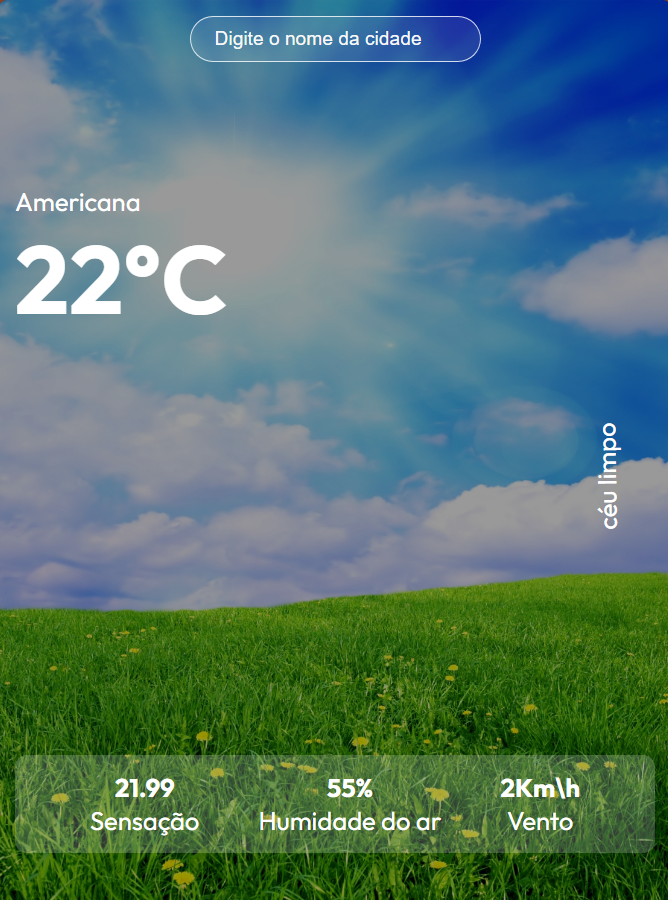 Digite o nome da cidade
Americana
22°C
céu limpo
21.99 55% 2Km\h
Sensação Humidade do ar Vento